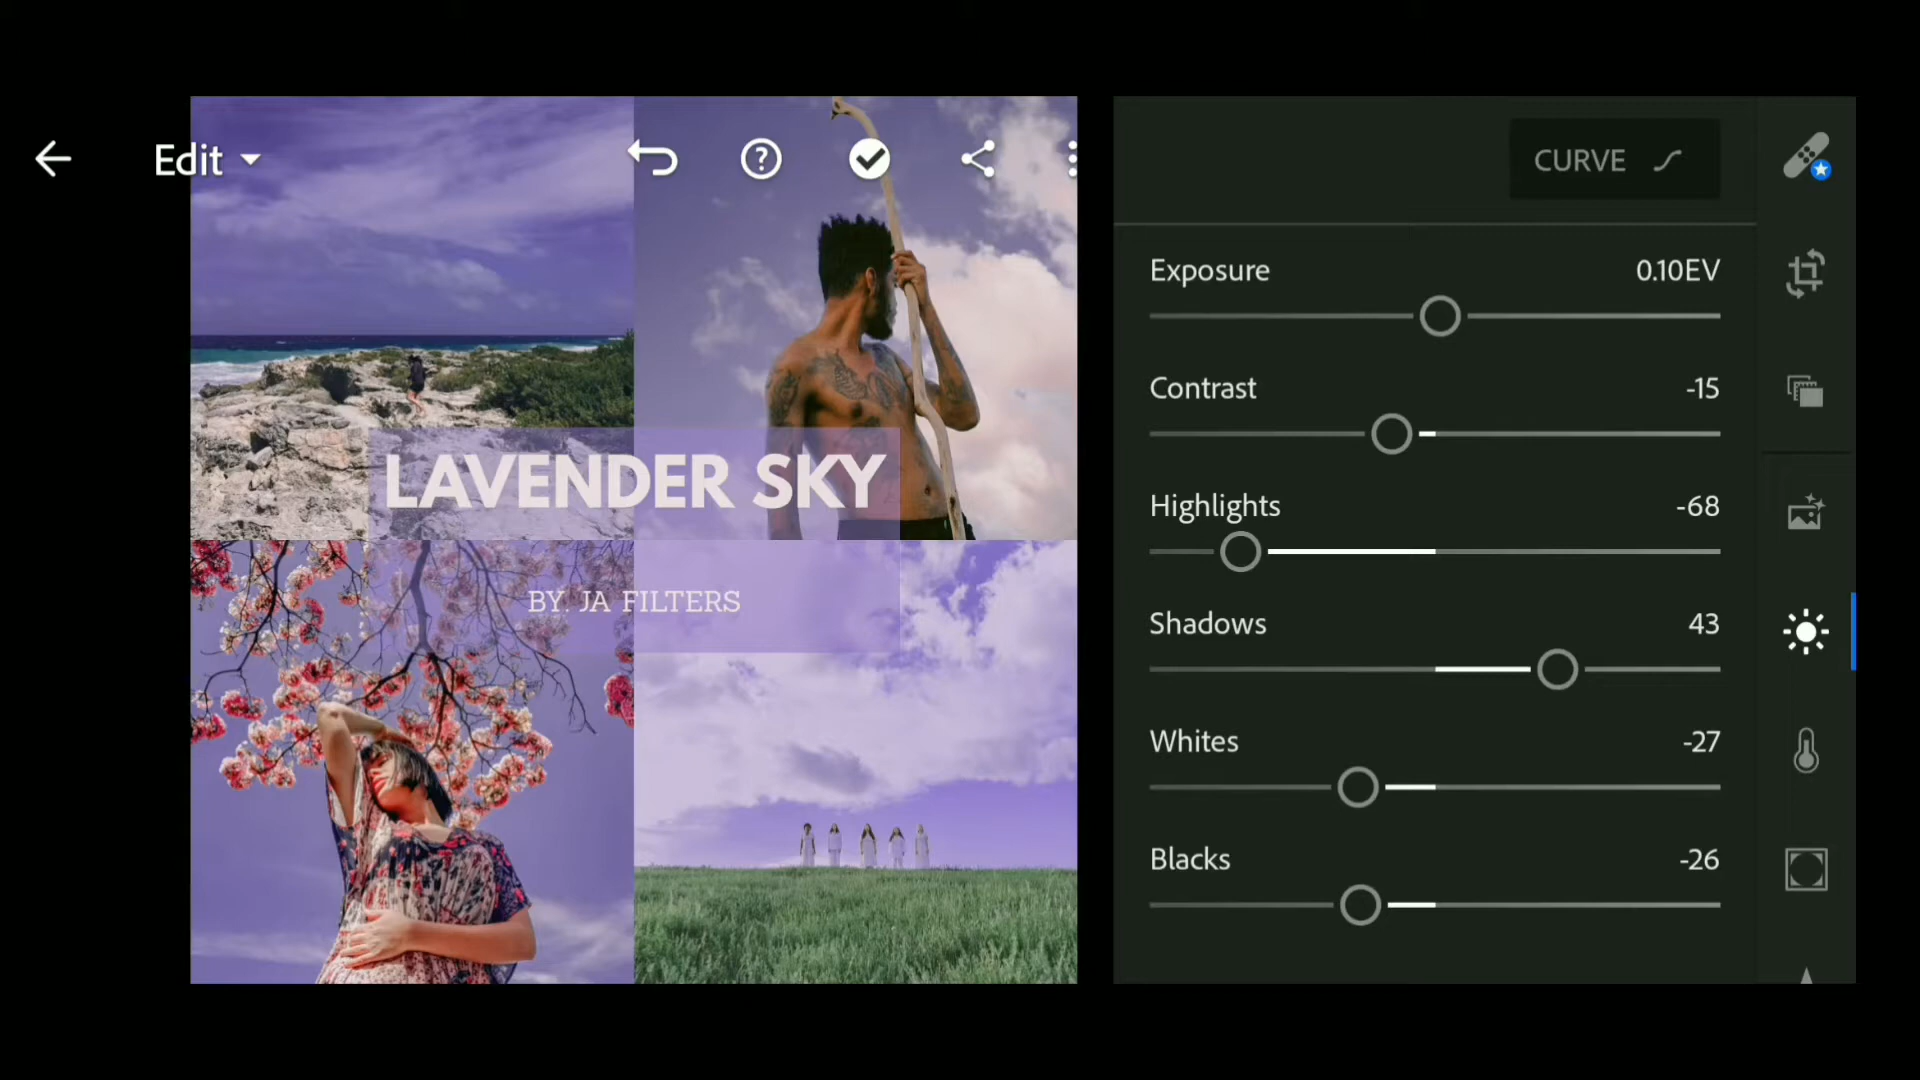 Edit
CURVE
LAVENDER SKY
BY. JA FILTERS
Exposure 0.10EV
Contrast -15
Highlights -68
Shadows 43
Whites -27
Blacks -26